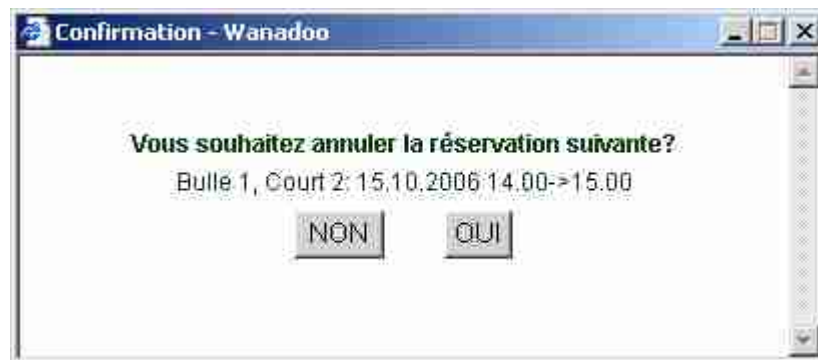 Confirmation - Wanadoo
Vous souhaitez annuler la réservation suivante?
Bulle 1, Court 2: 15.10.2006 14.00->15.00
NON OUI